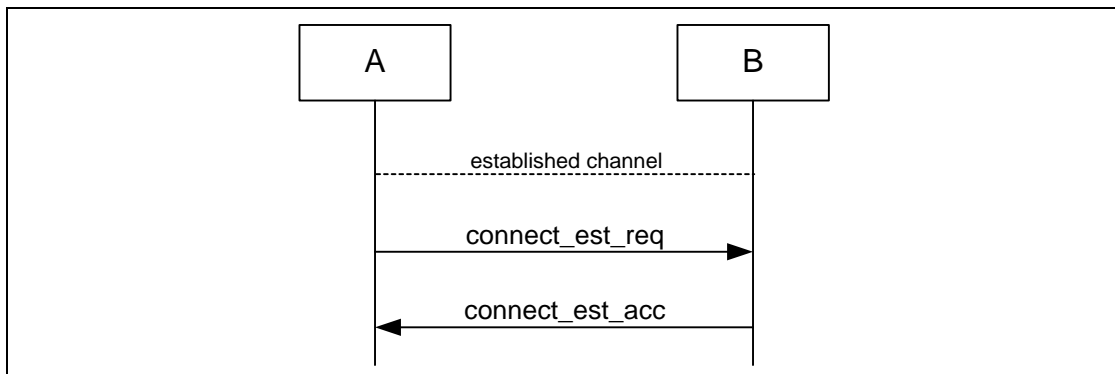 A
B
established channel
connect_est_req
connect_est_acc